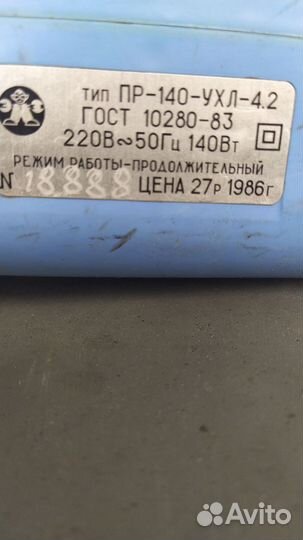 тип ПР-140-УХЛ-4.2
ГОСТ 10280-83
220В~50Гц 140Вт
РЕЖИМ РАБОТЫ-ПРОДОЛЖИТЕЛЬНЫЙ
N 18888 ЦЕНА 27р 1986г
Avito